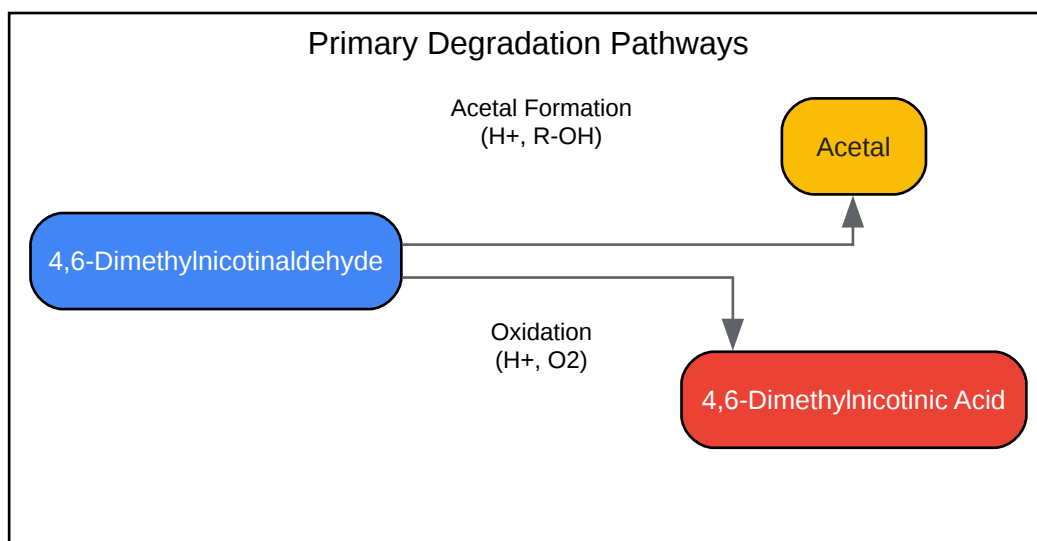 Primary Degradation Pathways
Acetal Formation
(H+, R-OH)
Acetal
4,6-Dimethylnicotinaldehyde
Oxidation
(H+, O2)
4,6-Dimethylnicotinic Acid